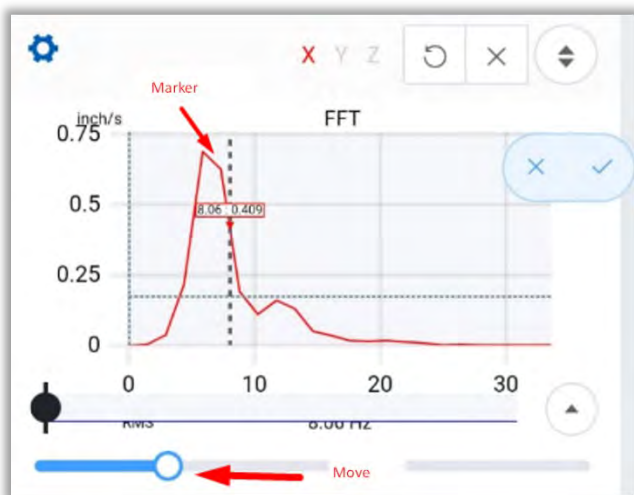 X Y Z
Marker
inch/s
FFT
0.75
0.5
8.06 : 0.409
0.25
0
0 10 20 30
RMS 8.06 Hz
Move